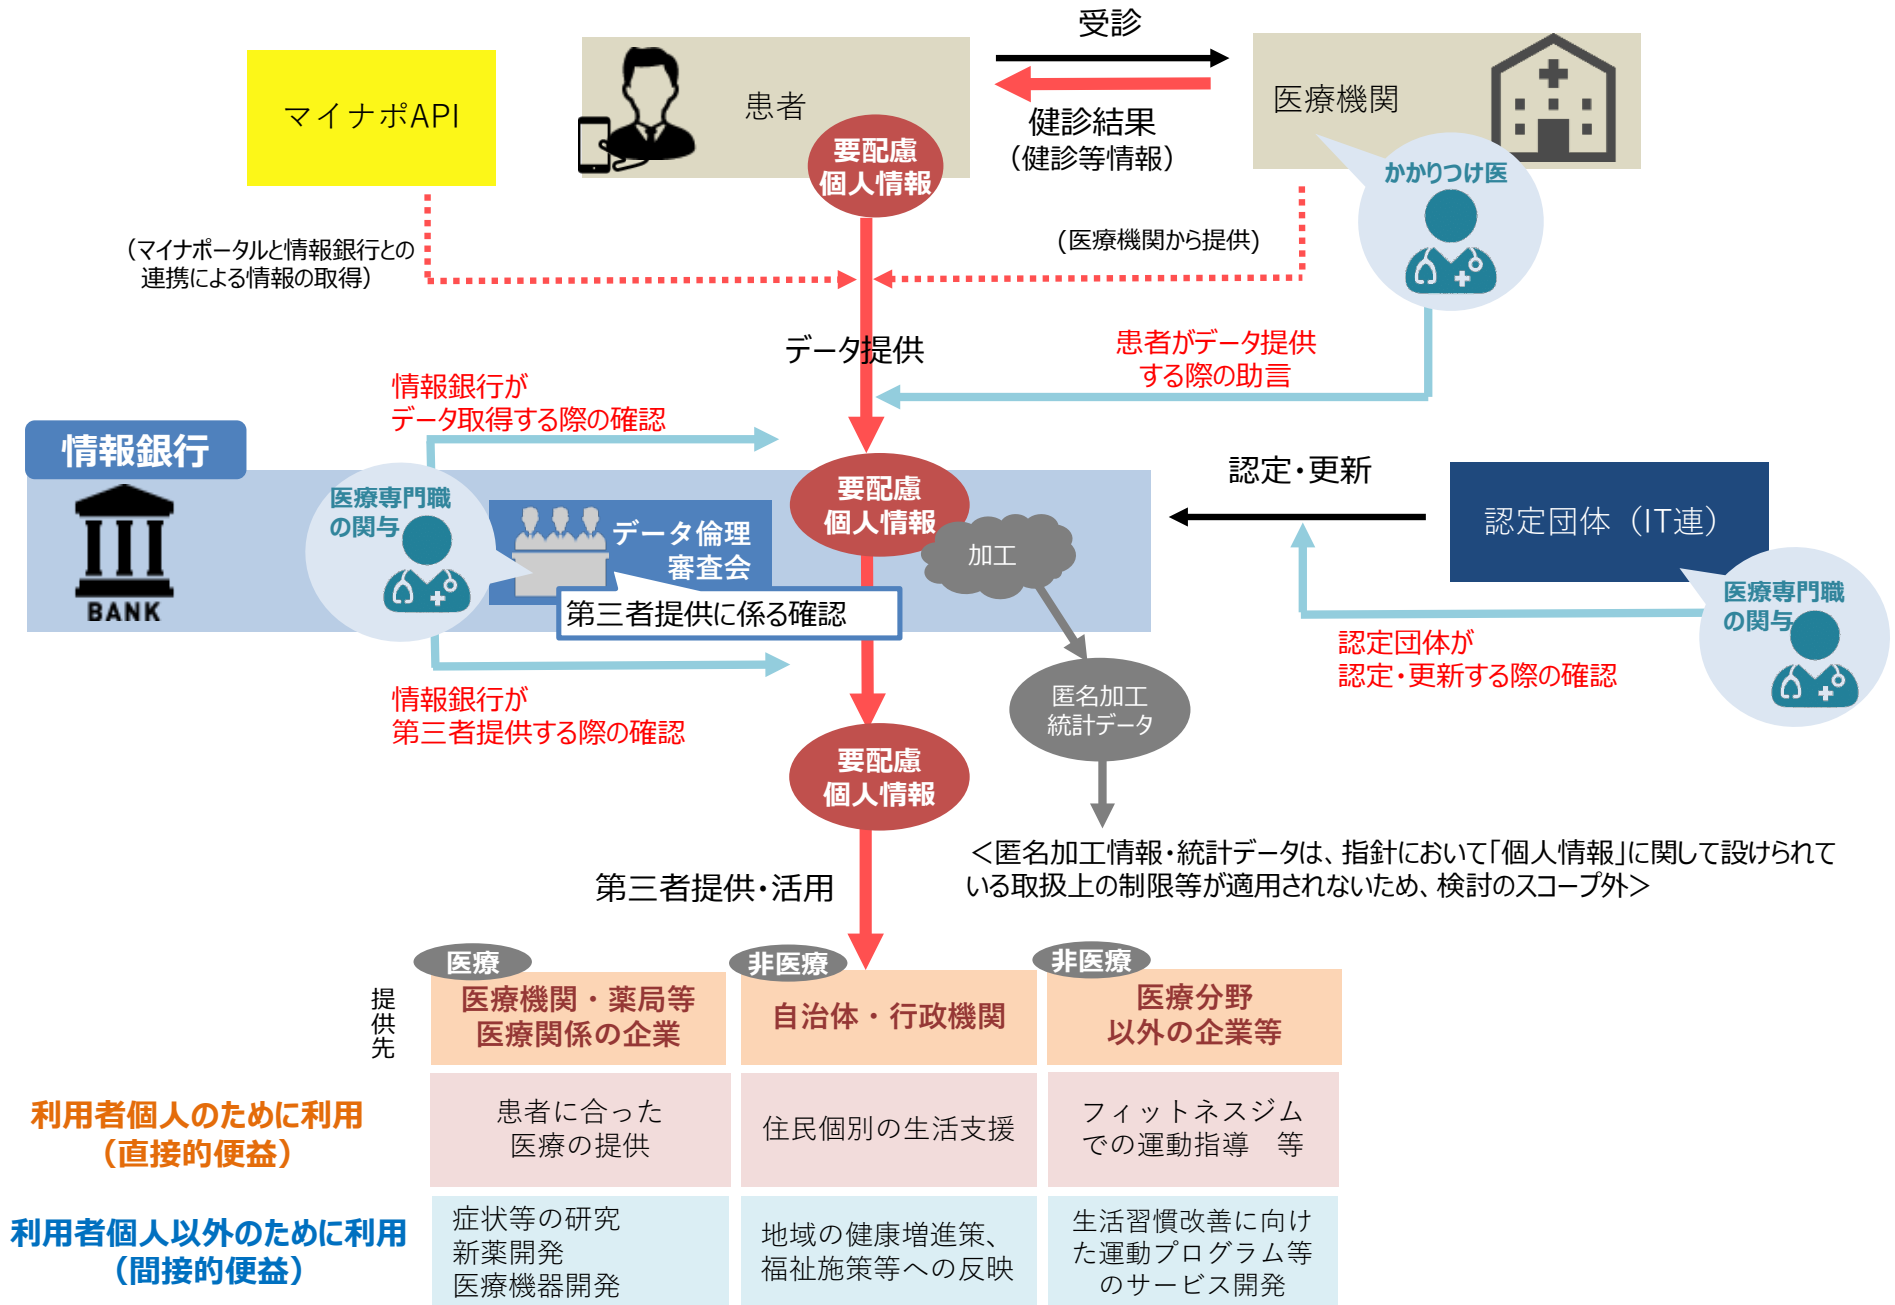 マイナポAPI
患者
要配慮
個人情報
受診
健診結果
（健診等情報）
医療機関
かかりつけ医
（マイナポータルと情報銀行との
連携による情報の取得）
(医療機関から提供)
データ提供
患者がデータ提供
する際の助言
情報銀行が
データ取得する際の確認
情報銀行
BANK
医療専門職
の関与
データ倫理
審査会
第三者提供に係る確認
要配慮
個人情報
加工
認定・更新
認定団体（IT連）
医療専門職
の関与
認定団体が
認定・更新する際の確認
情報銀行が
第三者提供する際の確認
匿名加工
統計データ
要配慮
個人情報
＜匿名加工情報・統計データは、指針において「個人情報」に関して設けられて
いる取扱上の制限等が適用されないため、検討のスコープ外＞
第三者提供・活用
提供先
医療
医療機関・薬局等
医療関係の企業
非医療
自治体・行政機関
非医療
医療分野
以外の企業等
利用者個人のために利用
（直接的便益）
患者に合った
医療の提供
住民個別の生活支援
フィットネスジム
での運動指導　等
利用者個人以外のために利用
（間接的便益）
症状等の研究
新薬開発
医療機器開発
地域の健康増進策、
福祉施策等への反映
生活習慣改善に向け
た運動プログラム等
のサービス開発